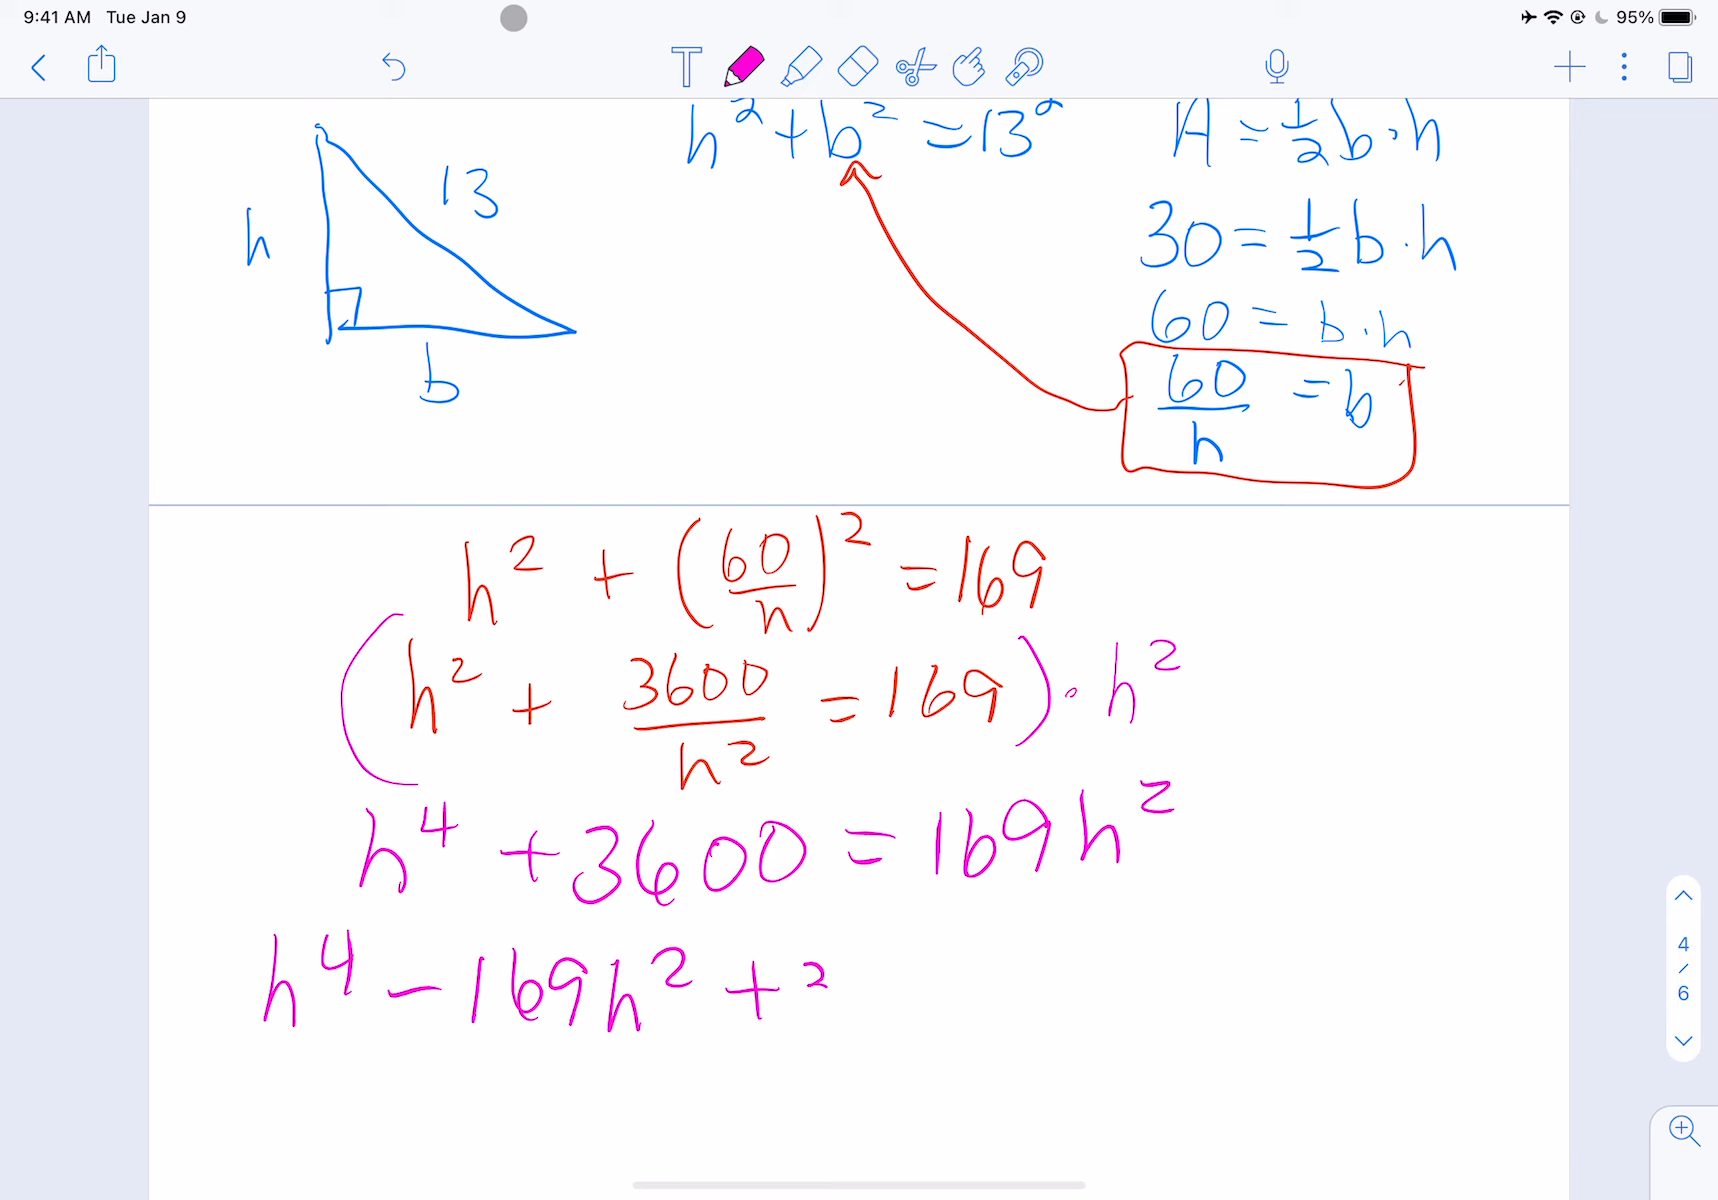 9:41 AM Tue Jan 9
95%
T
13
h
b
h² + b² = 13²
A = ½ b · h
30 = ½ b · h
60 = b · h
60/h = b
h² + (60/h)² = 169
(h² + 3600/h² = 169) · h²
h⁴ + 3600 = 169h²
h⁴ − 169h² +
4/6